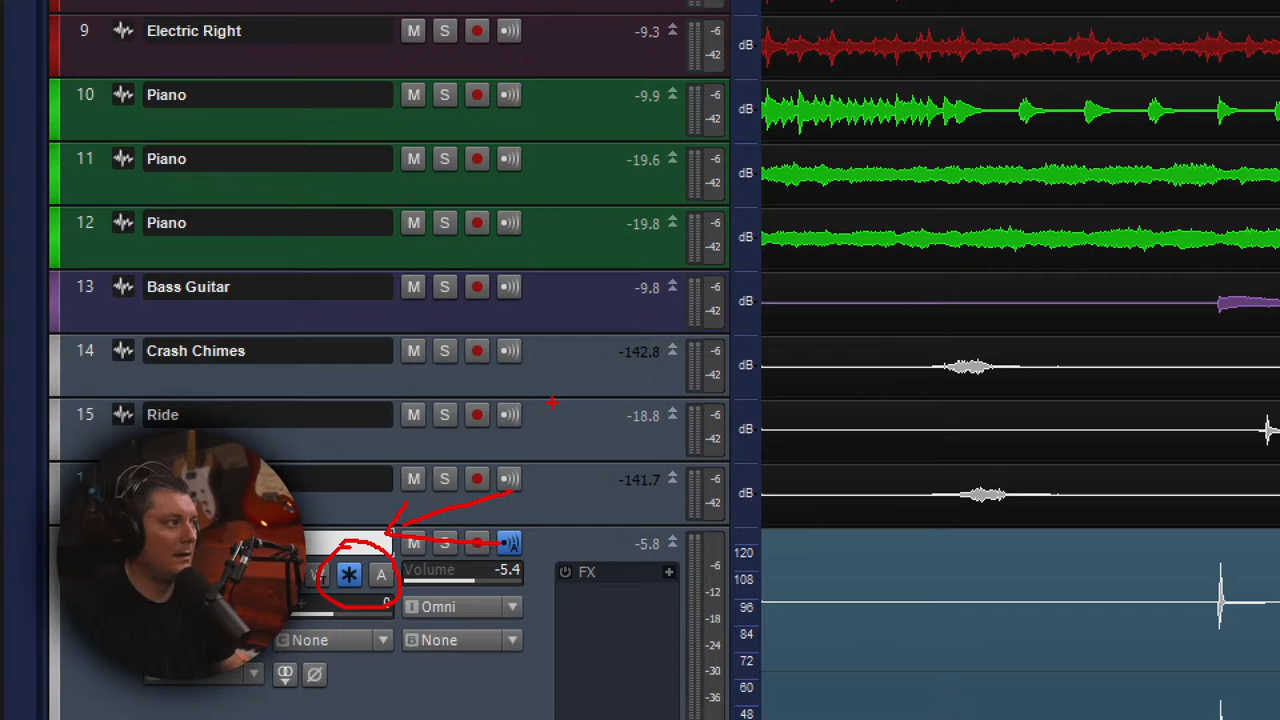 9 Electric Right M S -9.3 -6 -42 dB
10 Piano M S -9.9 -6 -42 dB
11 Piano M S -19.6 -6 -42 dB
12 Piano M S -19.8 -6 -42 dB
13 Bass Guitar M S -9.8 -6 -42 dB
14 Crash Chimes M S -142.8 -6 -42 dB
15 Ride M S -18.8 -6 -42 dB
M S -141.7 -6 -42 dB
M S A -5.8 120
W * A Volume -5.4 FX + -6 108
0 I Omni -12 96
-18 84
C None B None -24 72
-30 60
-36 48